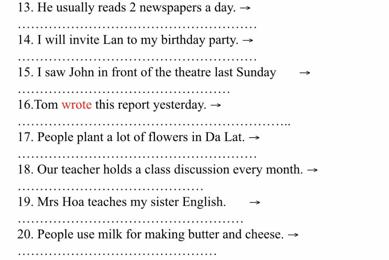 13. He usually reads 2 newspapers a day. →
……………………………………………
14. I will invite Lan to my birthday party. →
……………………………………………
15. I saw John in front of the theatre last Sunday →
………………………………………
16.Tom wrote this report yesterday. →
…………………………………………………..
17. People plant a lot of flowers in Da Lat. →
……………………………………………
18. Our teacher holds a class discussion every month. →
…………………………………
19. Mrs Hoa teaches my sister English. →
…………………………………………
20. People use milk for making butter and cheese. →
……………………………………